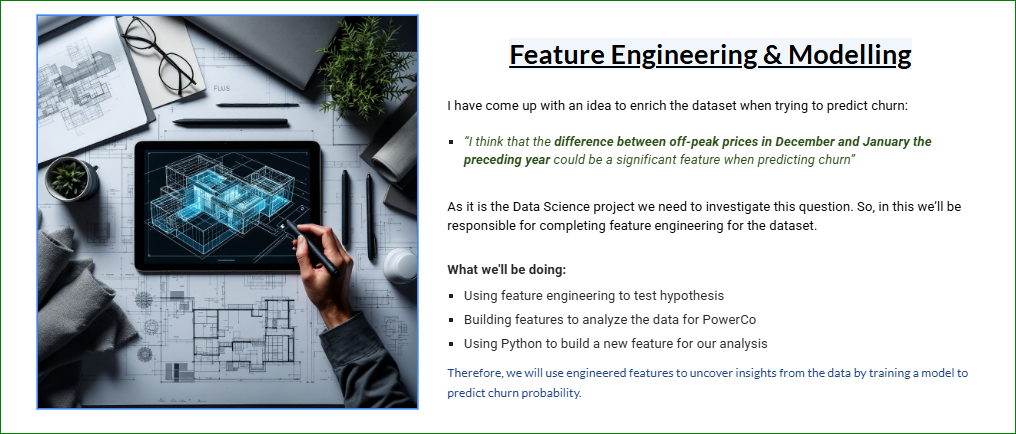 Feature Engineering & Modelling
I have come up with an idea to enrich the dataset when trying to predict churn:
▪ “I think that the difference between off-peak prices in December and January the
preceding year could be a significant feature when predicting churn”
As it is the Data Science project we need to investigate this question. So, in this we’ll be
responsible for completing feature engineering for the dataset.
What we'll be doing:
▪ Using feature engineering to test hypothesis
▪ Building features to analyze the data for PowerCo
▪ Using Python to build a new feature for our analysis
Therefore, we will use engineered features to uncover insights from the data by training a model to
predict churn probability.